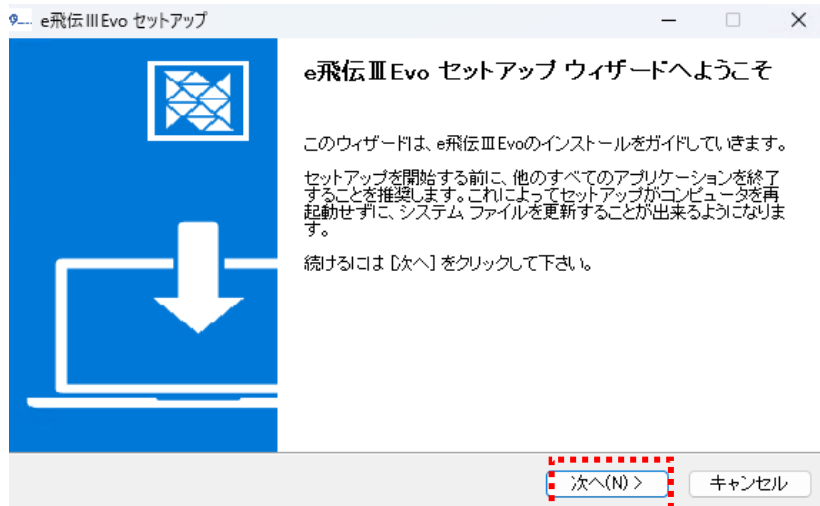 e飛伝ⅢEvo セットアップ
e飛伝ⅢEvo セットアップ ウィザードへようこそ
このウィザードは、e飛伝ⅢEvoのインストールをガイドしていきます。
セットアップを開始する前に、他のすべてのアプリケーションを終了
することを推奨します。これによってセットアップがコンピュータを再
起動せずに、システム ファイルを更新することが出来るようになりま
す。
続けるには [次へ] をクリックして下さい。
次へ(N) >
キャンセル